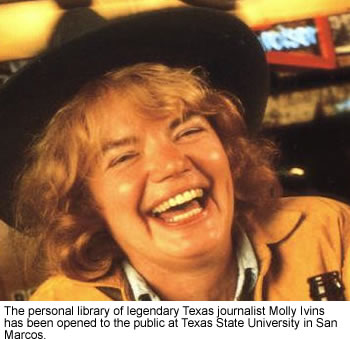 The personal library of legendary Texas journalist Molly Ivins
has been opened to the public at Texas State University in San
Marcos.